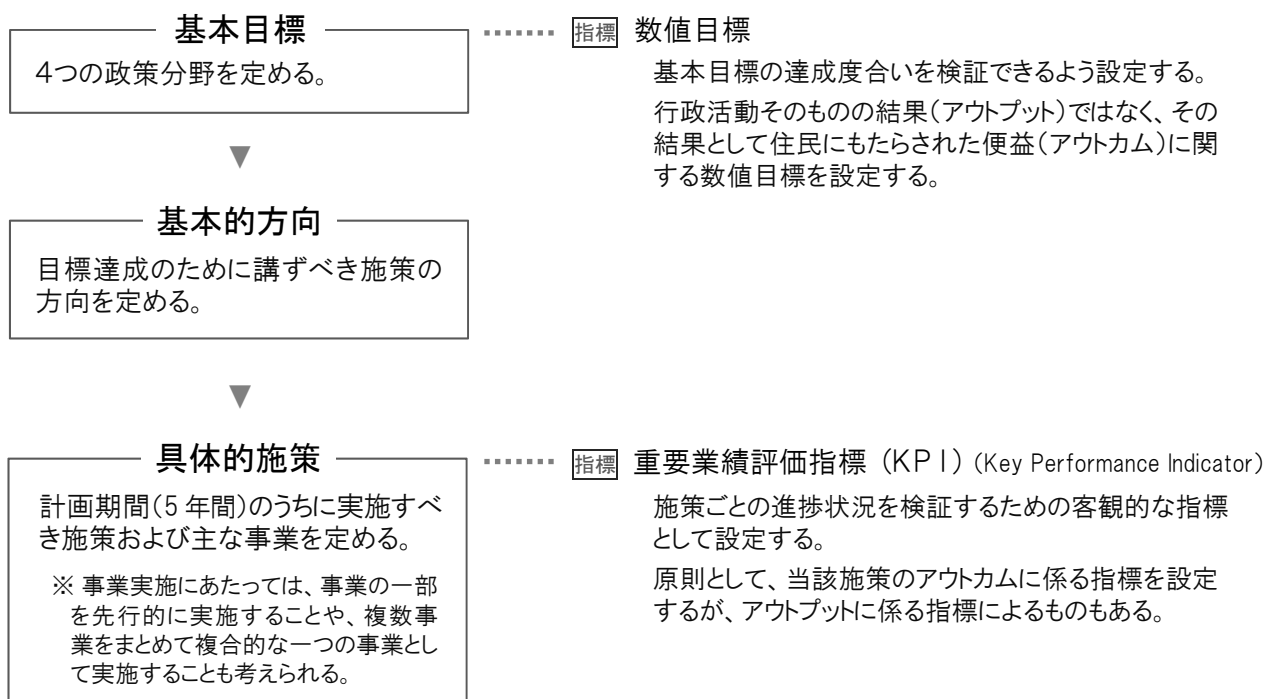 基本目標
4つの政策分野を定める。
指標 数値目標
基本目標の達成度合いを検証できるよう設定する。
行政活動そのものの結果(アウトプット)ではなく、その
結果として住民にもたらされた便益(アウトカム)に関
する数値目標を設定する。
▼
基本的方向
目標達成のために講ずべき施策の
方向を定める。
▼
具体的施策
計画期間(5年間)のうちに実施すべ
き施策および主な事業を定める。
※ 事業実施にあたっては、事業の一部
を先行的に実施することや、複数事
業をまとめて複合的な一つの事業とし
て実施することも考えられる。
指標 重要業績評価指標 (KPI) (Key Performance Indicator)
施策ごとの進捗状況を検証するための客観的な指標
として設定する。
原則として、当該施策のアウトカムに係る指標を設定
するが、アウトプットに係る指標によるものもある。